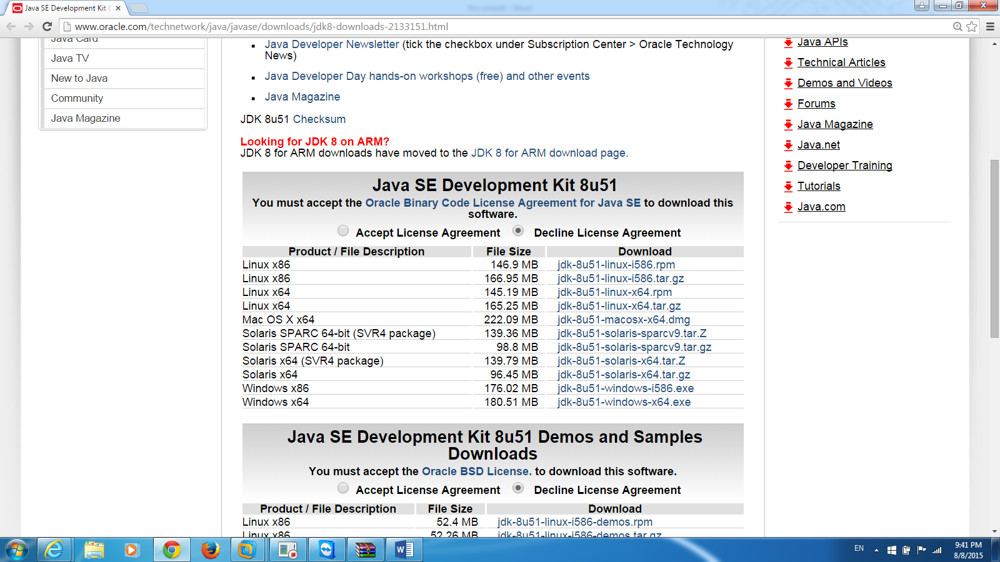 Java SE Development Kit 8
www.oracle.com/technetwork/java/javase/downloads/jdk8-downloads-2133151.html
Java Card
Java TV
New to Java
Community
Java Magazine
Java Developer Newsletter (tick the checkbox under Subscription Center > Oracle Technology
News)
Java Developer Day hands-on workshops (free) and other events
Java Magazine
JDK 8u51 Checksum
Looking for JDK 8 on ARM?
JDK 8 for ARM downloads have moved to the JDK 8 for ARM download page.
Java SE Development Kit 8u51
You must accept the Oracle Binary Code License Agreement for Java SE to download this
software.
Accept License Agreement Decline License Agreement
Product / File Description File Size Download
Linux x86 146.9 MB jdk-8u51-linux-i586.rpm
Linux x86 166.95 MB jdk-8u51-linux-i586.tar.gz
Linux x64 145.19 MB jdk-8u51-linux-x64.rpm
Linux x64 165.25 MB jdk-8u51-linux-x64.tar.gz
Mac OS X x64 222.09 MB jdk-8u51-macosx-x64.dmg
Solaris SPARC 64-bit (SVR4 package) 139.36 MB jdk-8u51-solaris-sparcv9.tar.Z
Solaris SPARC 64-bit 98.8 MB jdk-8u51-solaris-sparcv9.tar.gz
Solaris x64 (SVR4 package) 139.79 MB jdk-8u51-solaris-x64.tar.Z
Solaris x64 96.45 MB jdk-8u51-solaris-x64.tar.gz
Windows x86 176.02 MB jdk-8u51-windows-i586.exe
Windows x64 180.51 MB jdk-8u51-windows-x64.exe
Java SE Development Kit 8u51 Demos and Samples
Downloads
You must accept the Oracle BSD License. to download this software.
Accept License Agreement Decline License Agreement
Product / File Description File Size Download
Linux x86 52.4 MB jdk-8u51-linux-i586-demos.rpm
Linux x86 52.26 MB jdk-8u51-linux-i586-demos.tar.gz
Java APIs
Technical Articles
Demos and Videos
Forums
Java Magazine
Java.net
Developer Training
Tutorials
Java.com
EN
9:41 PM
8/8/2015